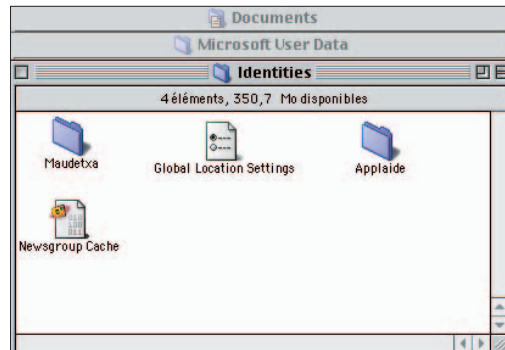 Documents
Microsoft User Data
Identities
4 éléments, 350,7 Mo disponibles
Maudetxa
Global Location Settings
Applaide
Newsgroup Cache